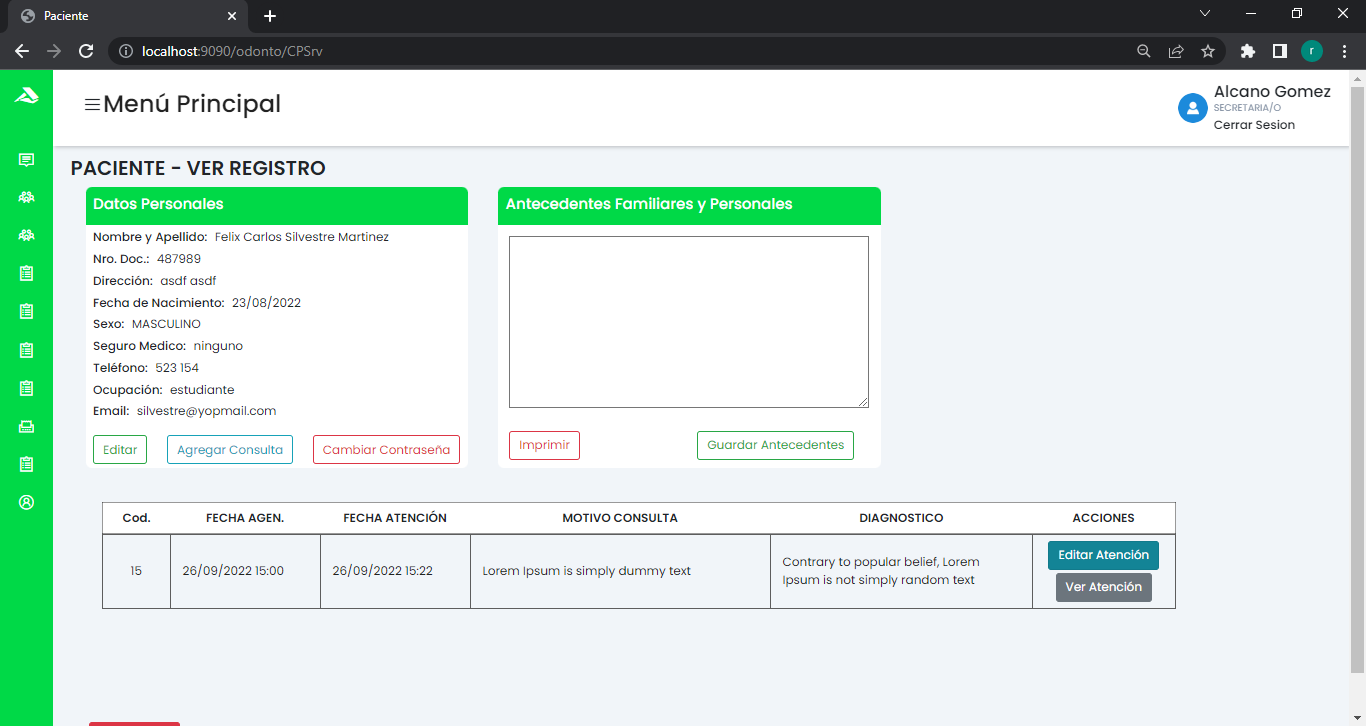 Paciente
localhost:9090/odonto/CPSrv
r
Menú Principal
Alcano Gomez
SECRETARIA/O
Cerrar Sesion
PACIENTE - VER REGISTRO
Datos Personales
Nombre y Apellido: Felix Carlos Silvestre Martinez
Nro. Doc.: 487989
Dirección: asdf asdf
Fecha de Nacimiento: 23/08/2022
Sexo: MASCULINO
Seguro Medico: ninguno
Teléfono: 523 154
Ocupación: estudiante
Email: silvestre@yopmail.com
Editar Agregar Consulta Cambiar Contraseña
Antecedentes Familiares y Personales
Imprimir Guardar Antecedentes
Cod. FECHA AGEN. FECHA ATENCIÓN MOTIVO CONSULTA DIAGNOSTICO ACCIONES
15 26/09/2022 15:00 26/09/2022 15:22 Lorem Ipsum is simply dummy text
Contrary to popular belief, Lorem
Ipsum is not simply random text
Editar Atención
Ver Atención